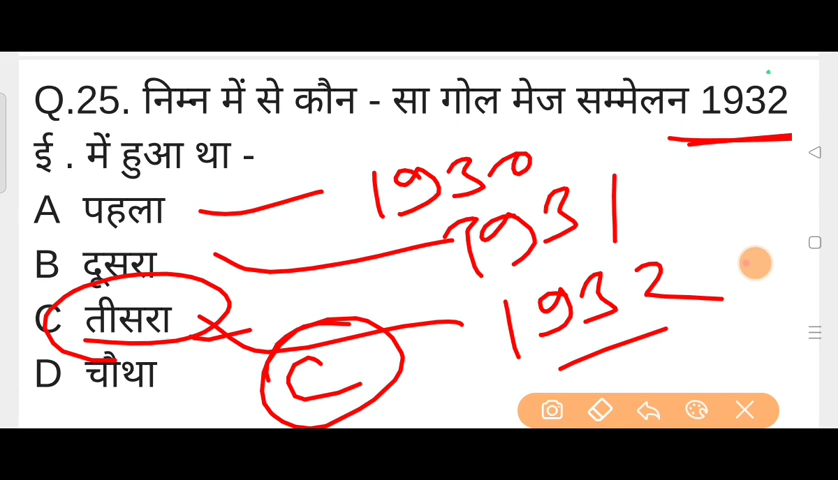 Q.25. निम्न में से कौन - सा गोल मेज सम्मेलन 1932
ई . में हुआ था -
A पहला 1930
B दूसरा 1931
C तीसरा 1932
D चौथा C